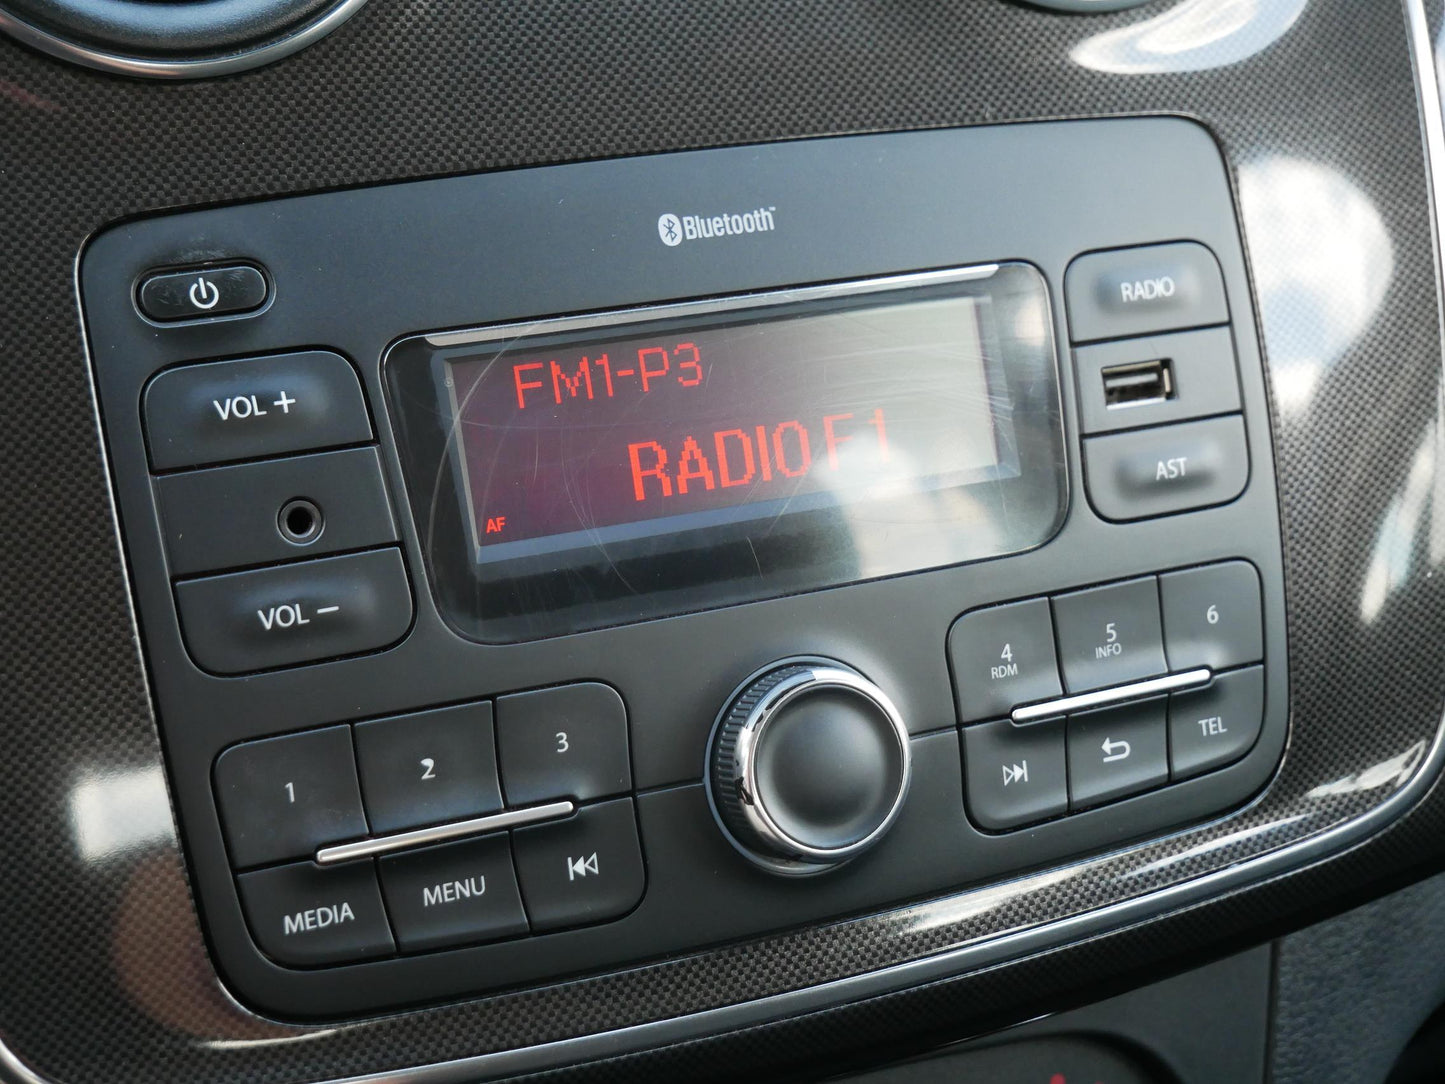 Bluetooth™
RADIO
VOL +
FM1-P3
RADIO F1
AF
AST
VOL −
1
2
3
4
RDM
5
INFO
6
MEDIA
MENU
TEL